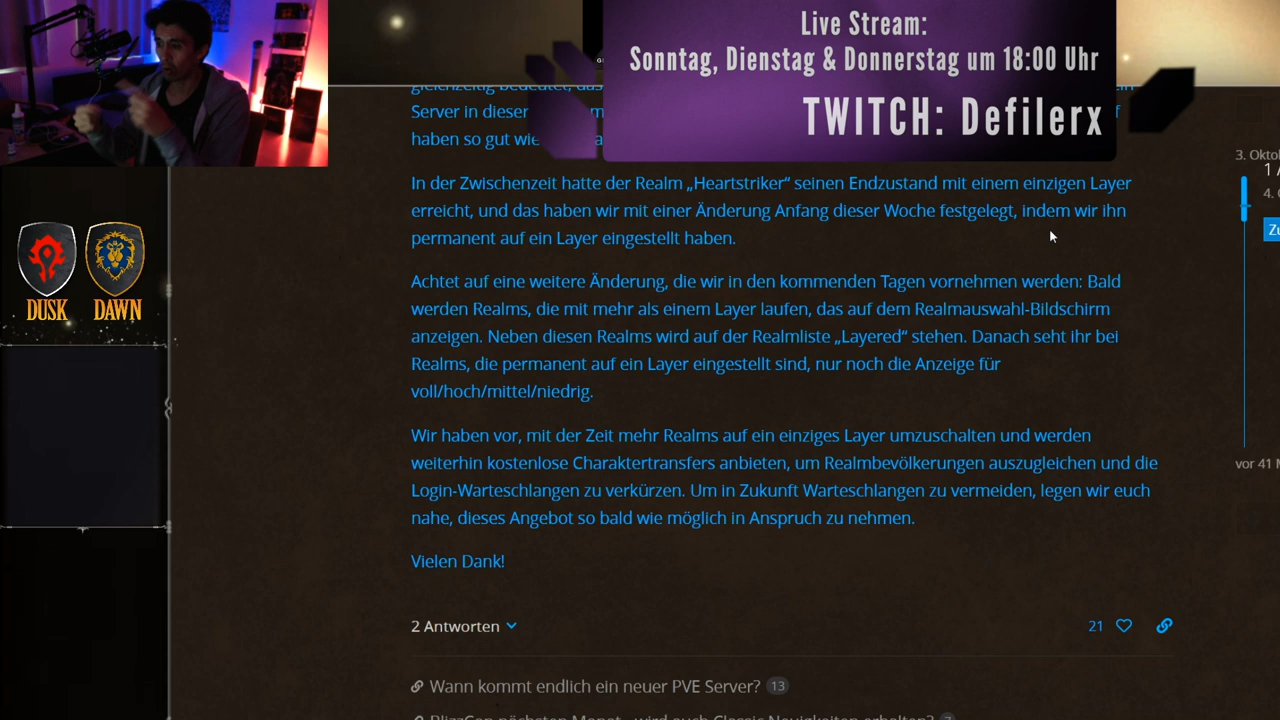 Live Stream:
Sonntag, Dienstag & Donnerstag um 18:00 Uhr
TWITCH: Defilerx
gleichzeitig bedeutet, das
Server in dieser
haben so gut wie
In der Zwischenzeit hatte der Realm „Heartstriker“ seinen Endzustand mit einem einzigen Layer
erreicht, und das haben wir mit einer Änderung Anfang dieser Woche festgelegt, indem wir ihn
permanent auf ein Layer eingestellt haben.
Achtet auf eine weitere Änderung, die wir in den kommenden Tagen vornehmen werden: Bald
werden Realms, die mit mehr als einem Layer laufen, das auf dem Realmauswahl-Bildschirm
anzeigen. Neben diesen Realms wird auf der Realmliste „Layered“ stehen. Danach seht ihr bei
Realms, die permanent auf ein Layer eingestellt sind, nur noch die Anzeige für
voll/hoch/mittel/niedrig.
Wir haben vor, mit der Zeit mehr Realms auf ein einziges Layer umzuschalten und werden
weiterhin kostenlose Charaktertransfers anbieten, um Realmbevölkerungen auszugleichen und die
Login-Warteschlangen zu verkürzen. Um in Zukunft Warteschlangen zu vermeiden, legen wir euch
nahe, dieses Angebot so bald wie möglich in Anspruch zu nehmen.
Vielen Dank!
2 Antworten
21
Wann kommt endlich ein neuer PVE Server? 13
DUSK DAWN
3. Okto
1 /
4.
Zu
vor 41 M